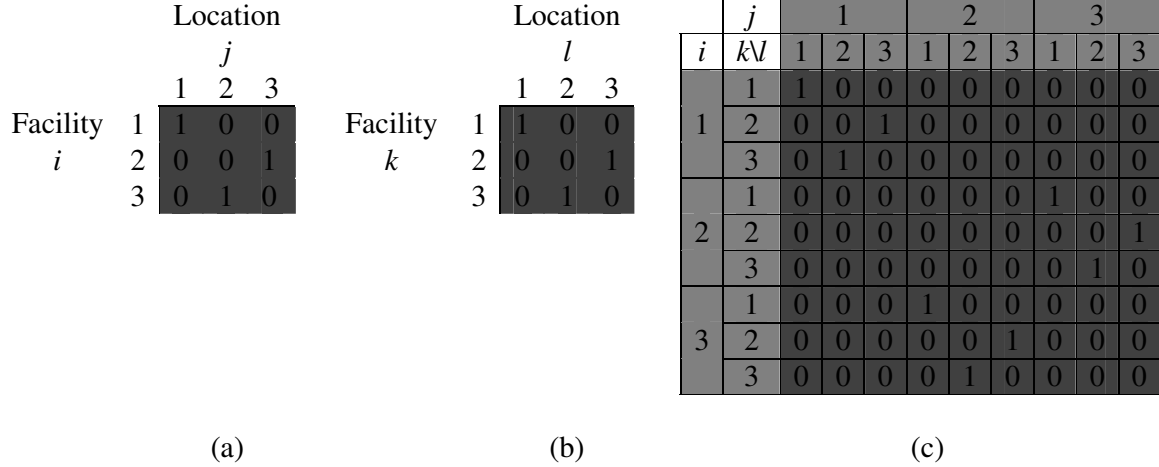 Location
j
1 2 3
Facility 1 1 0 0
i 2 0 0 1
3 0 1 0
(a)
Location
l
1 2 3
Facility 1 1 0 0
k 2 0 0 1
3 0 1 0
(b)
j 1 2 3
i k\l 1 2 3 1 2 3 1 2 3
1 1 0 0 0 0 0 0 0 0
1 2 0 0 1 0 0 0 0 0 0
3 0 1 0 0 0 0 0 0 0
1 0 0 0 0 0 0 1 0 0
2 2 0 0 0 0 0 0 0 0 1
3 0 0 0 0 0 0 0 1 0
1 0 0 0 1 0 0 0 0 0
3 2 0 0 0 0 0 1 0 0 0
3 0 0 0 0 1 0 0 0 0
(c)